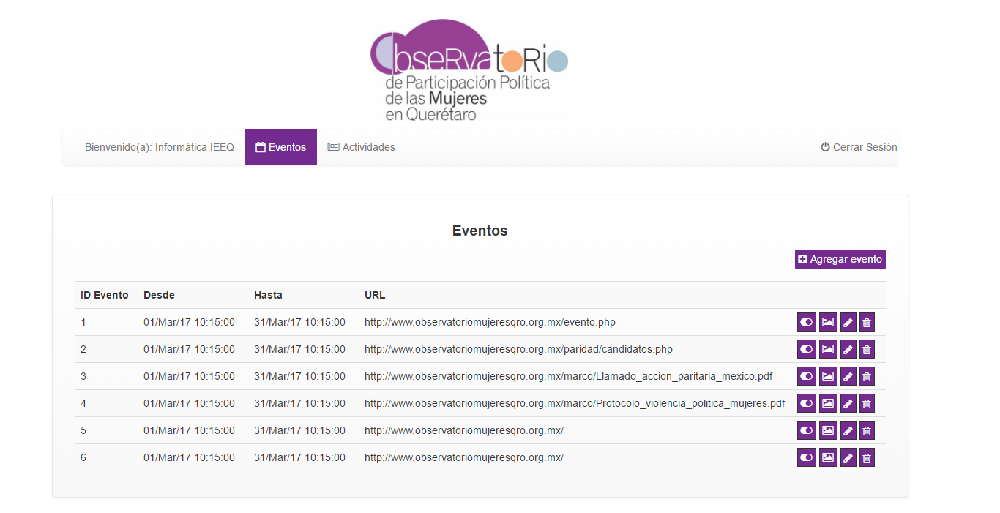 ObseRvatoRio
de Participación Política
de las Mujeres
en Querétaro
Bienvenido(a): Informática IEEQ Eventos Actividades Cerrar Sesión
Eventos
Agregar evento
ID Evento Desde Hasta URL
1 01/Mar/17 10:15:00 31/Mar/17 10:15:00 http://www.observatoriomujeresqro.org.mx/evento.php
2 01/Mar/17 10:15:00 31/Mar/17 10:15:00 http://www.observatoriomujeresqro.org.mx/paridad/candidatos.php
3 01/Mar/17 10:15:00 31/Mar/17 10:15:00 http://www.observatoriomujeresqro.org.mx/marco/Llamado_accion_paritaria_mexico.pdf
4 01/Mar/17 10:15:00 31/Mar/17 10:15:00 http://www.observatoriomujeresqro.org.mx/marco/Protocolo_violencia_politica_mujeres.pdf
5 01/Mar/17 10:15:00 31/Mar/17 10:15:00 http://www.observatoriomujeresqro.org.mx/
6 01/Mar/17 10:15:00 31/Mar/17 10:15:00 http://www.observatoriomujeresqro.org.mx/